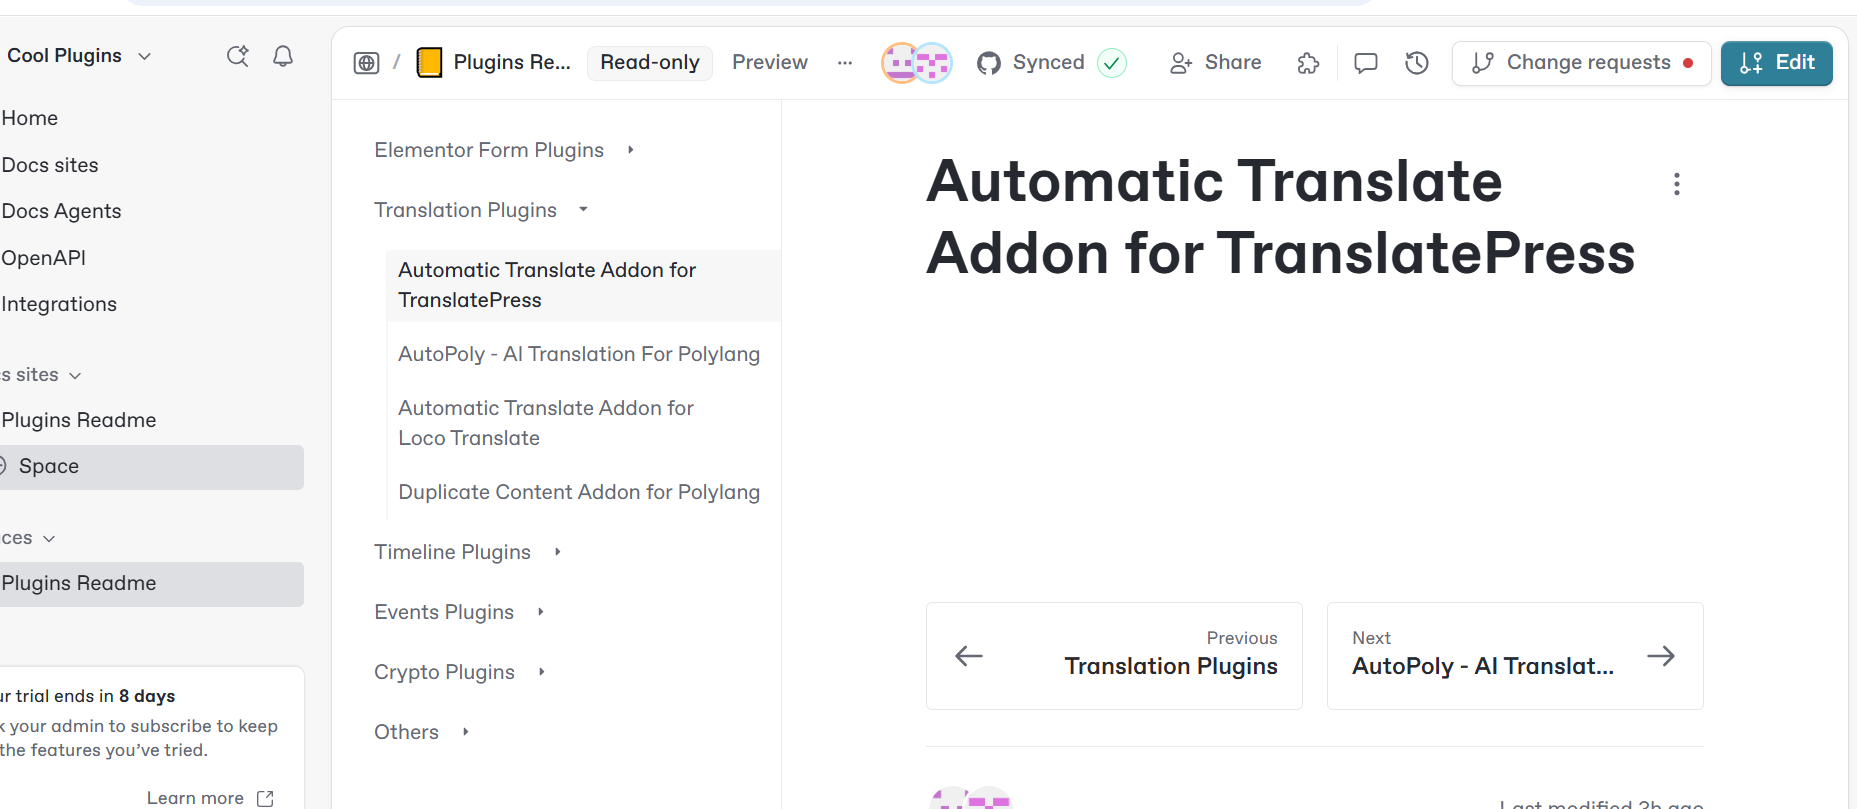 Cool Plugins
Home
Docs sites
Docs Agents
OpenAPI
Integrations
s sites
Plugins Readme
Space
ces
Plugins Readme
r trial ends in 8 days
k your admin to subscribe to keep
the features you've tried.
Learn more
/ Plugins Re... Read-only Preview ... Synced Share Change requests Edit
Elementor Form Plugins
Translation Plugins
Automatic Translate Addon for
TranslatePress
AutoPoly - AI Translation For Polylang
Automatic Translate Addon for
Loco Translate
Duplicate Content Addon for Polylang
Timeline Plugins
Events Plugins
Crypto Plugins
Others
Automatic Translate
Addon for TranslatePress
Previous
Translation Plugins
Next
AutoPoly - AI Translat...
Last modified 3h ago